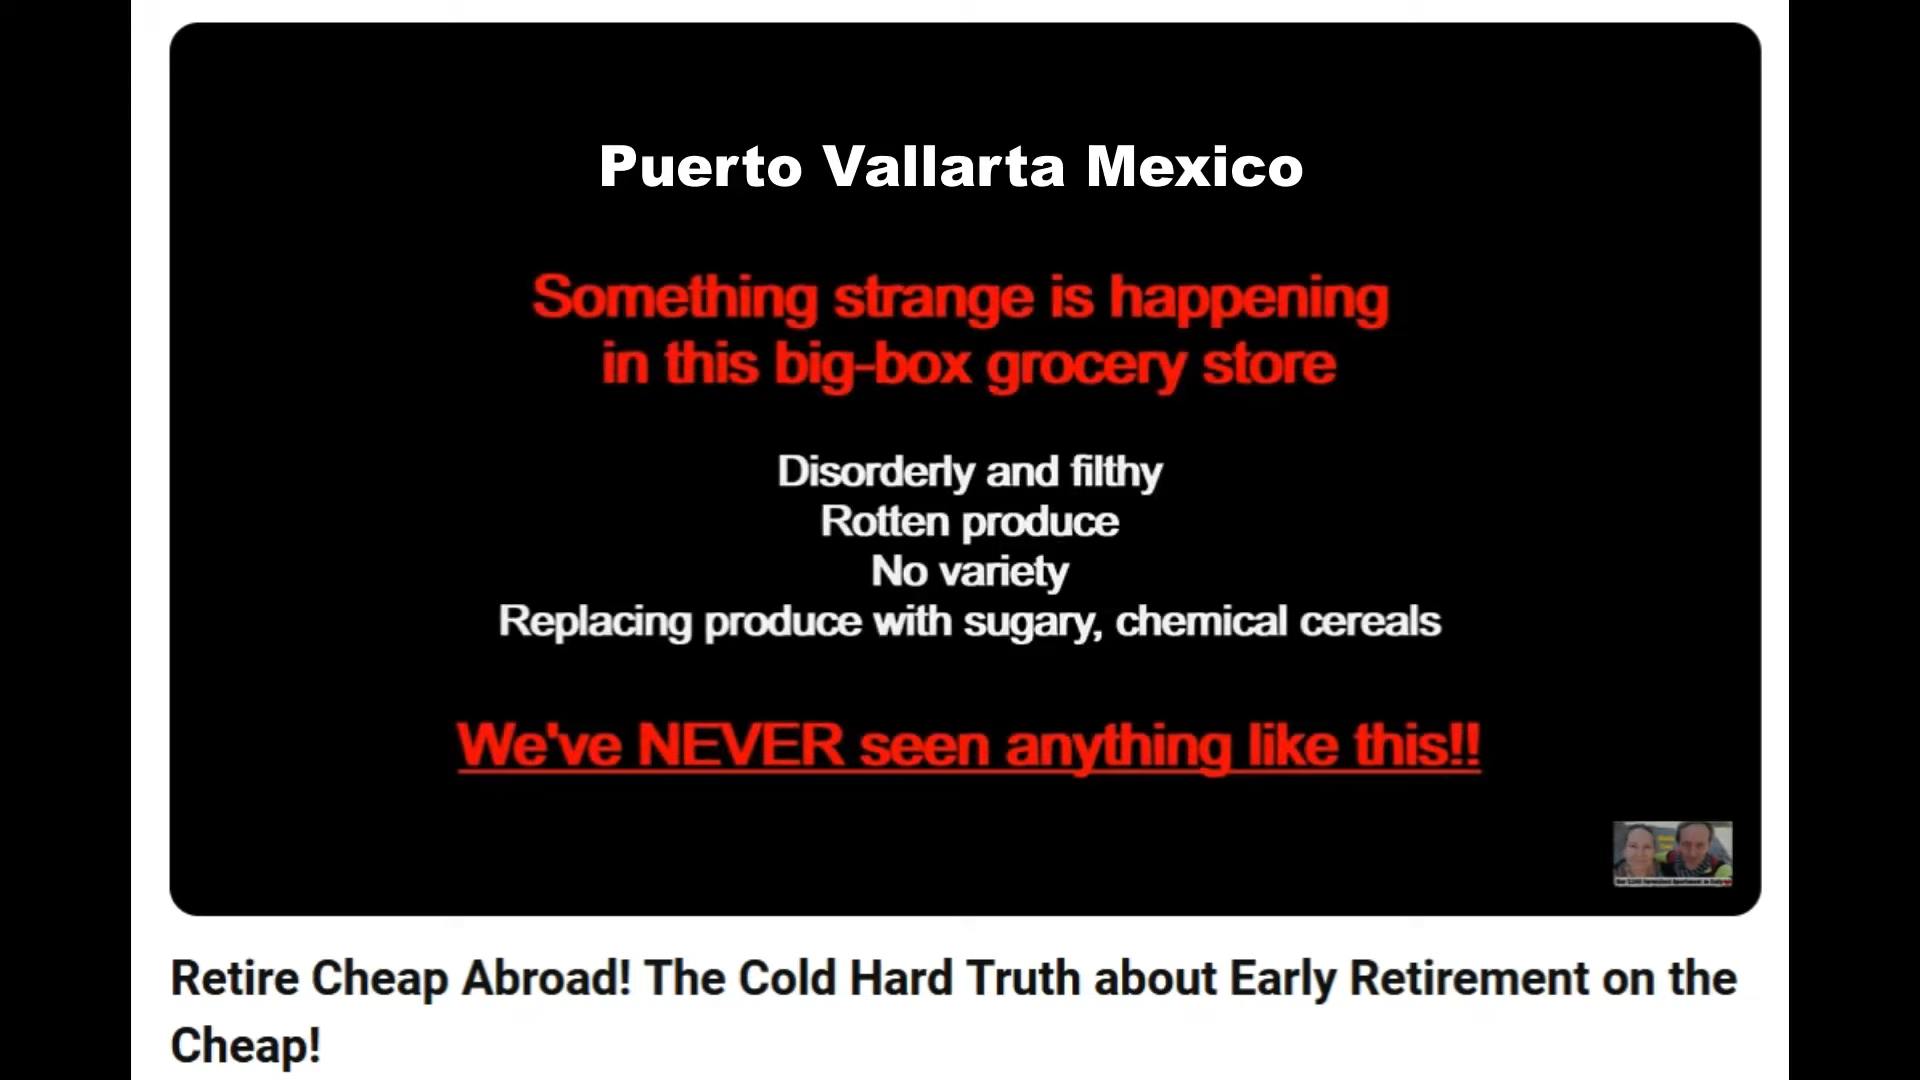 Puerto Vallarta Mexico
Something strange is happening
in this big-box grocery store
Disorderly and filthy
Rotten produce
No variety
Replacing produce with sugary, chemical cereals
We've NEVER seen anything like this!!
Retire Cheap Abroad! The Cold Hard Truth about Early Retirement on the
Cheap!